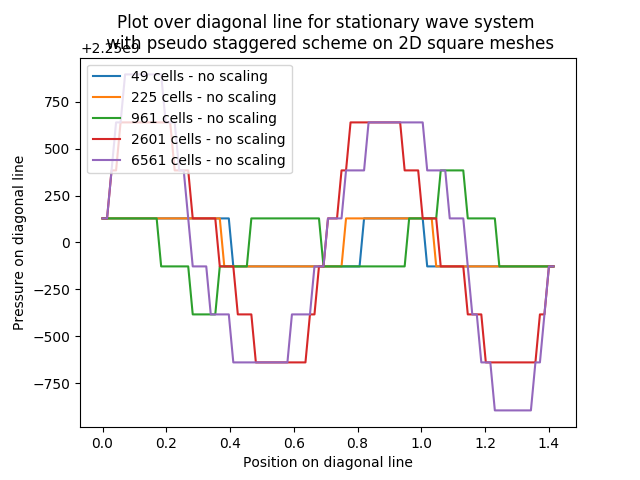 Plot over diagonal line for stationary wave system
with pseudo staggered scheme on 2D square meshes
+2.25e9
49 cells - no scaling
225 cells - no scaling
961 cells - no scaling
2601 cells - no scaling
6561 cells - no scaling
Pressure on diagonal line
750
500
250
0
−250
−500
−750
0.0 0.2 0.4 0.6 0.8 1.0 1.2 1.4
Position on diagonal line